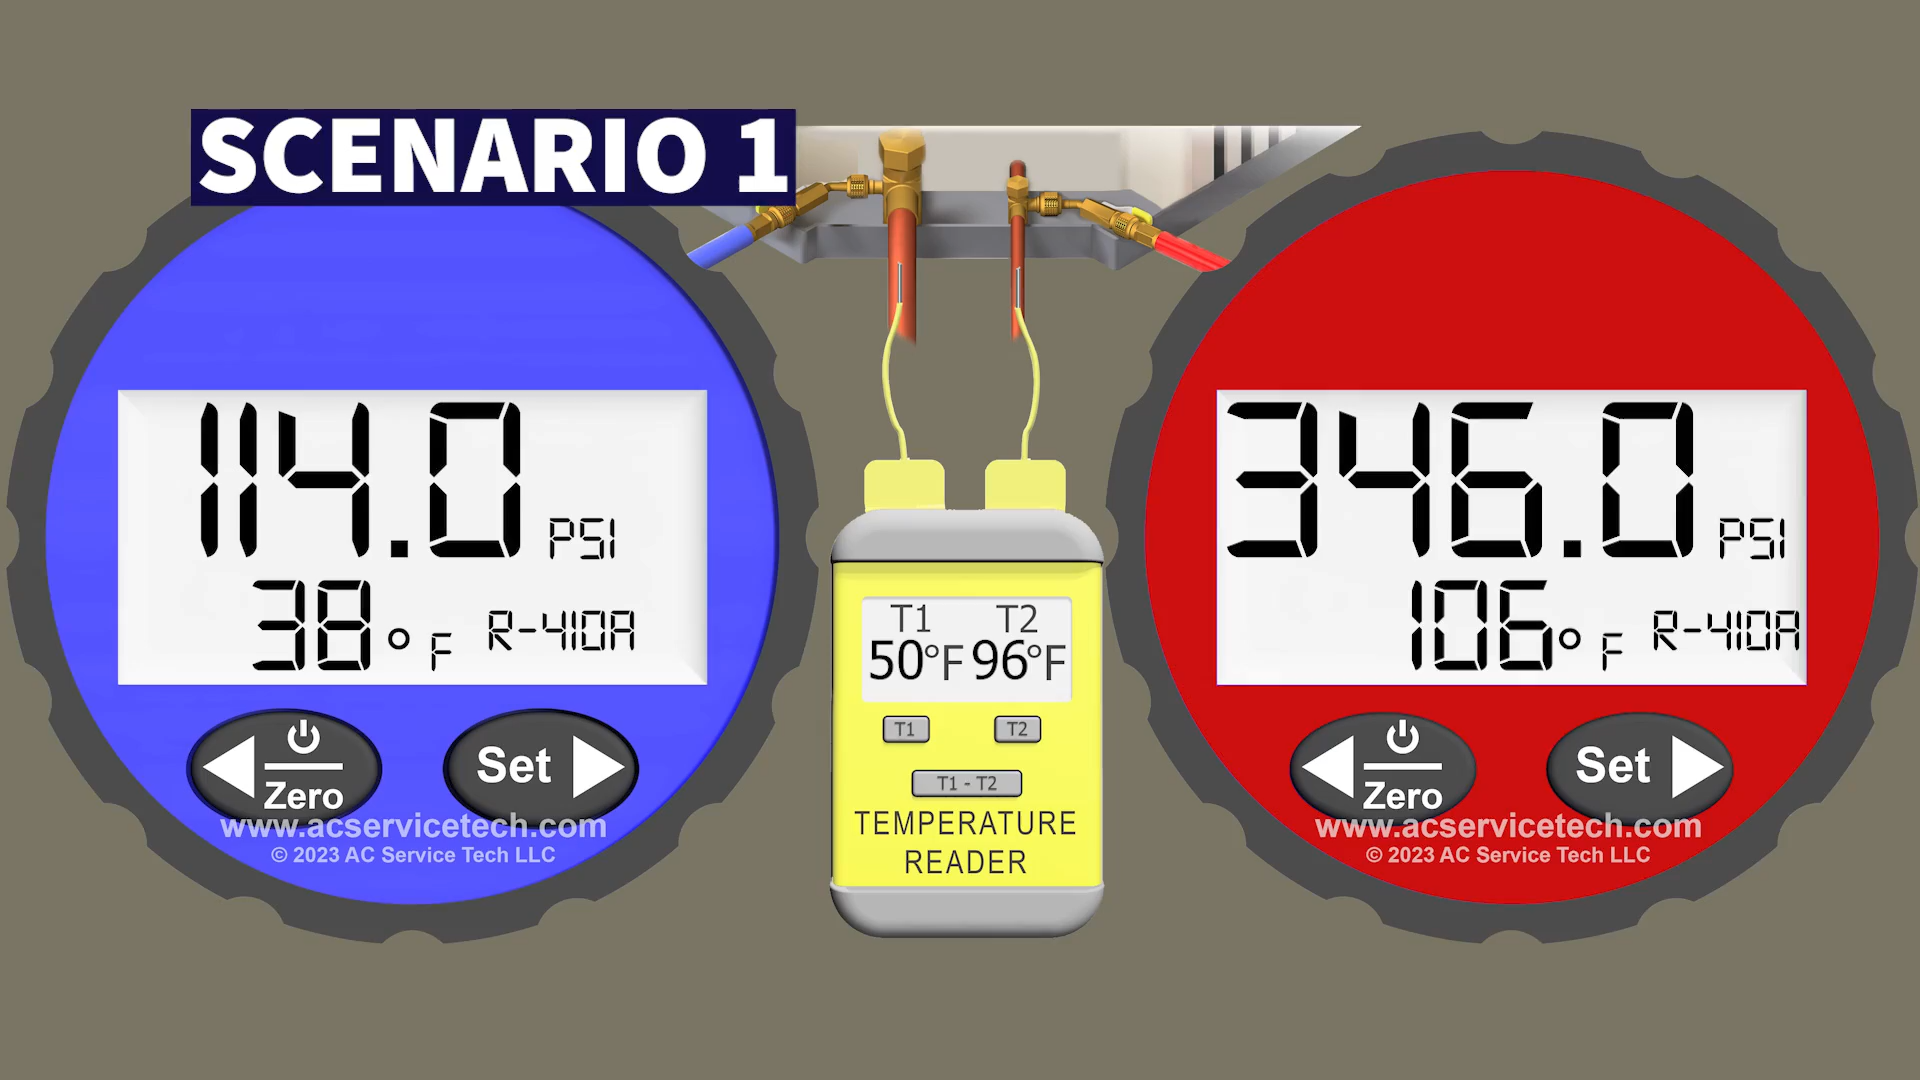 SCENARIO 1
114.0 PSI
38° F R-410A
Zero
Set
www.acservicetech.com
© 2023 AC Service Tech LLC
T1 T2
50°F 96°F
T1 T2
T1 - T2
TEMPERATURE
READER
346.0 PSI
106° F R-410A
Zero
Set
www.acservicetech.com
© 2023 AC Service Tech LLC